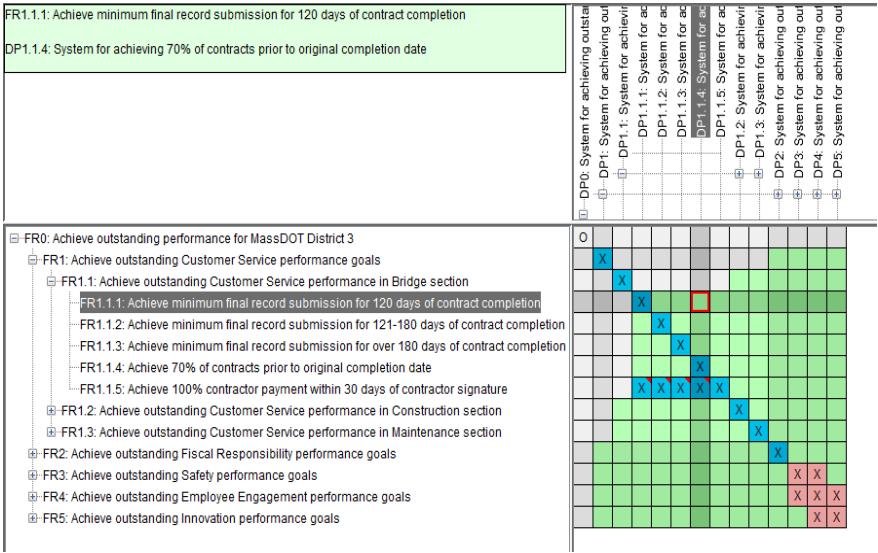 FR1.1.1: Achieve minimum final record submission for 120 days of contract completion
DP1.1.4: System for achieving 70% of contracts prior to original completion date
DP0: System for achieving outstar
DP1: System for achieving out
DP1.1: System for achievir
DP1.1.1: System for ac
DP1.1.2: System for ac
DP1.1.3: System for ac
DP1.1.4: System for ac
DP1.1.5: System for ac
DP1.2: System for achievir
DP1.3: System for achievir
DP2: System for achieving out
DP3: System for achieving out
DP4: System for achieving out
DP5: System for achieving out
FR0: Achieve outstanding performance for MassDOT District 3 O
FR1: Achieve outstanding Customer Service performance goals X
FR1.1: Achieve outstanding Customer Service performance in Bridge section X
FR1.1.1: Achieve minimum final record submission for 120 days of contract completion X
FR1.1.2: Achieve minimum final record submission for 121-180 days of contract completion X
FR1.1.3: Achieve minimum final record submission for over 180 days of contract completion X
FR1.1.4: Achieve 70% of contracts prior to original completion date X
FR1.1.5: Achieve 100% contractor payment within 30 days of contractor signature X X X X X
FR1.2: Achieve outstanding Customer Service performance in Construction section X
FR1.3: Achieve outstanding Customer Service performance in Maintenance section X
FR2: Achieve outstanding Fiscal Responsibility performance goals X
FR3: Achieve outstanding Safety performance goals X X
FR4: Achieve outstanding Employee Engagement performance goals X X X
FR5: Achieve outstanding Innovation performance goals X X